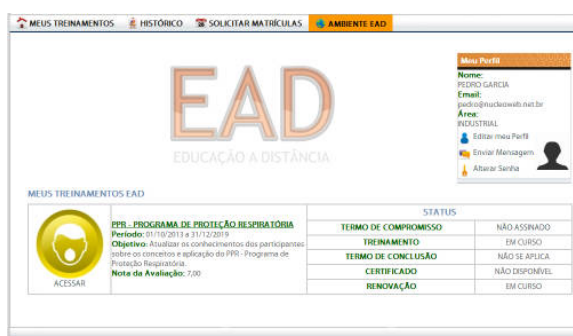 MEUS TREINAMENTOS HISTÓRICO SOLICITAR MATRÍCULAS AMBIENTE EAD
EAD
EDUCAÇÃO A DISTÂNCIA
Meu Perfil
Nome:
PEDRO GARCIA
Email:
pedro@nucleoweb.net.br
Área:
INDUSTRIAL
Editar meu Perfil
Enviar Mensagem
Alterar Senha
MEUS TREINAMENTOS EAD
ACESSAR
PPR - PROGRAMA DE PROTEÇÃO RESPIRATÓRIA
Período: 01/10/2013 a 31/12/2019
Objetivo: Atualizar os conhecimentos dos participantes
sobre os conceitos e aplicação do PPR - Programa de
Proteção Respiratória.
Nota da Avaliação: 7,00
STATUS
TERMO DE COMPROMISSO NÃO ASSINADO
TREINAMENTO EM CURSO
TERMO DE CONCLUSÃO NÃO SE APLICA
CERTIFICADO NÃO DISPONÍVEL
RENOVAÇÃO EM CURSO